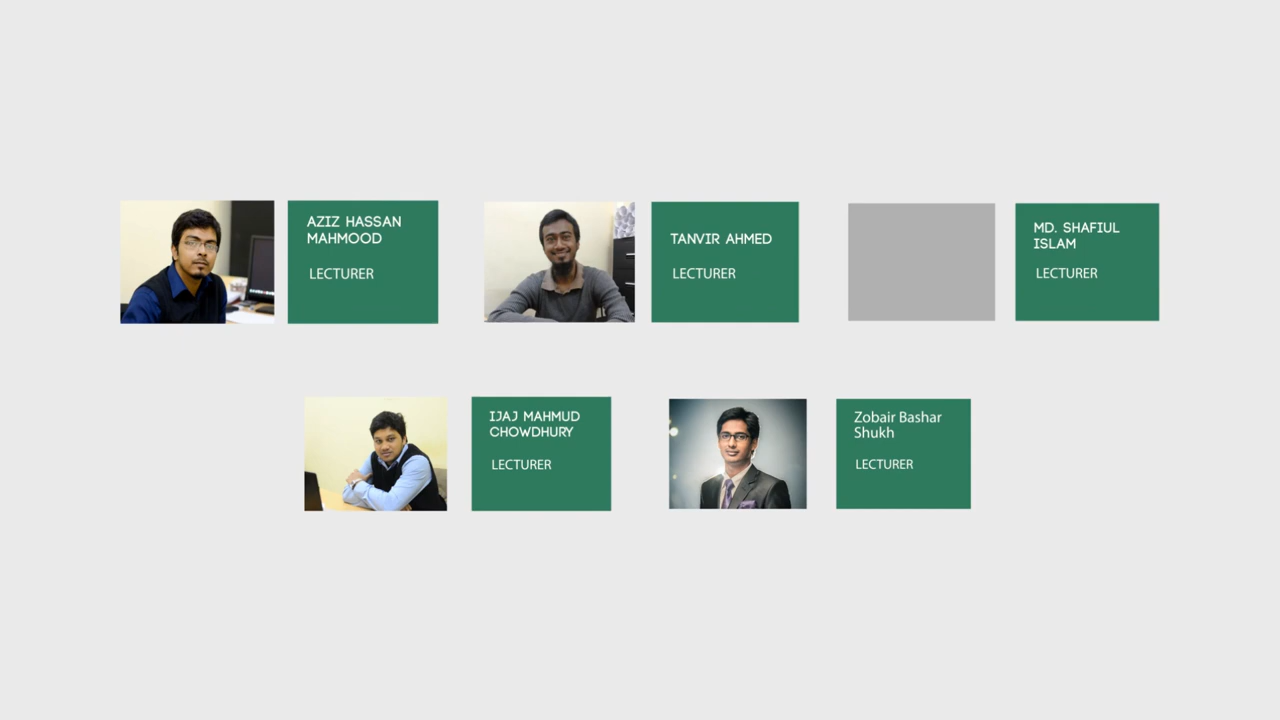 AZIZ HASSAN
MAHMOOD
LECTURER
TANVIR AHMED
LECTURER
MD. SHAFIUL
ISLAM
LECTURER
IJAJ MAHMUD
CHOWDHURY
LECTURER
Zobair Bashar
Shukh
LECTURER